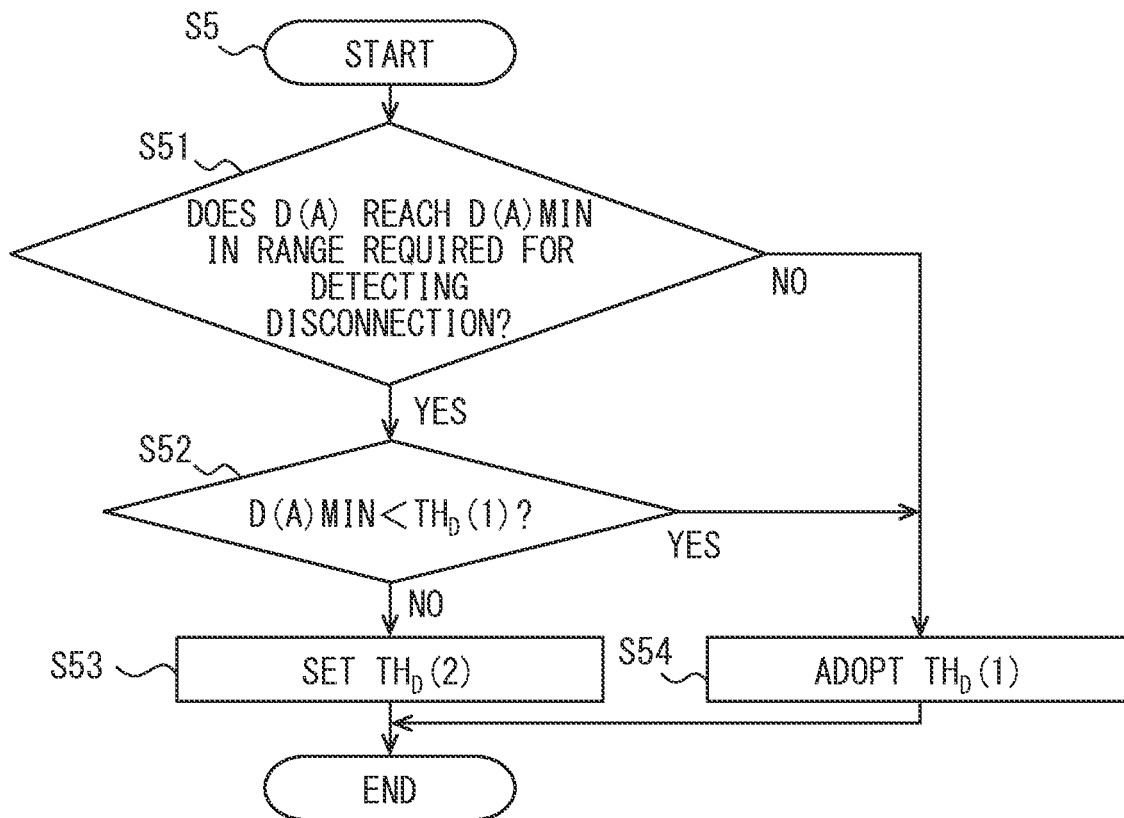 S5
START
S51
DOES D(A) REACH D(A)MIN
IN RANGE REQUIRED FOR
DETECTING
DISCONNECTION?
NO
YES
S52
D(A)MIN<TH_D(1)?
YES
NO
S53
SET TH_D(2)
S54
ADOPT TH_D(1)
END